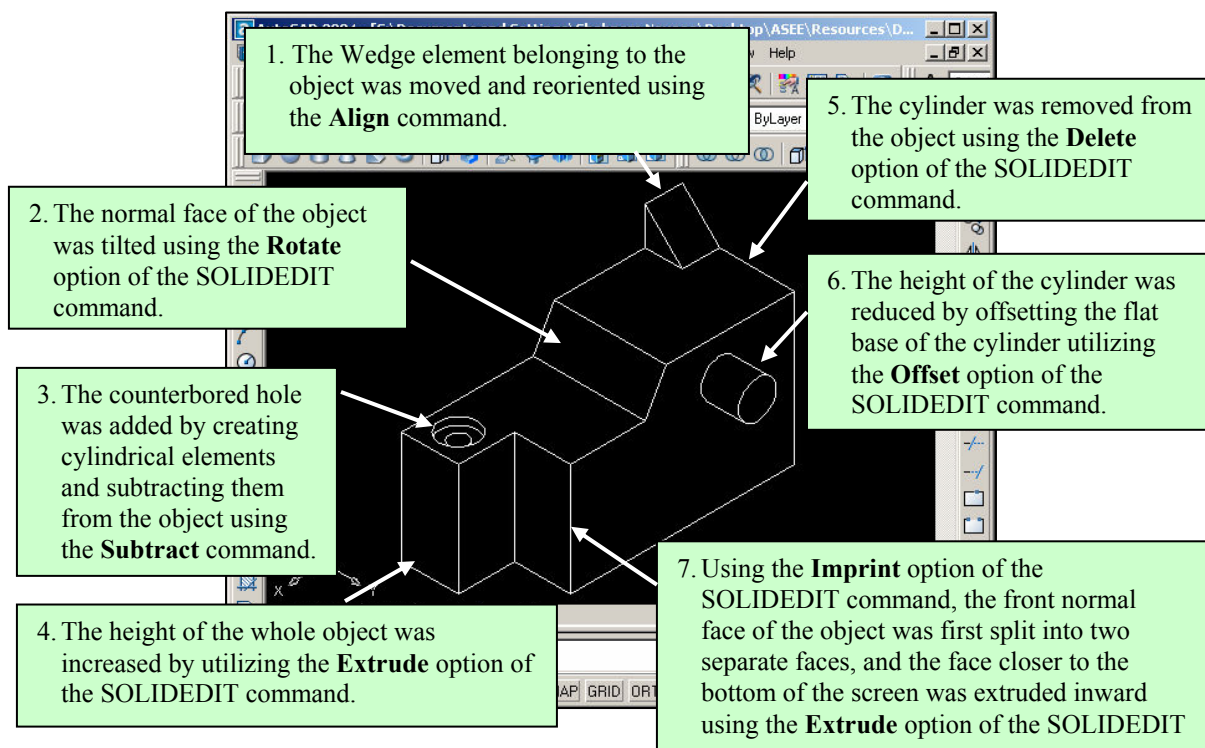 AutoCAD 2004 - [C:\Documents and Settings\
top\ASEE\Resources\D...
Help
ByLayer
1. The Wedge element belonging to the
object was moved and reoriented using
the Align command.
5. The cylinder was removed from
the object using the Delete
option of the SOLIDEDIT
command.
2. The normal face of the object
was tilted using the Rotate
option of the SOLIDEDIT
command.
6. The height of the cylinder was
reduced by offsetting the flat
base of the cylinder utilizing
the Offset option of the
SOLIDEDIT command.
3. The counterbored hole
was added by creating
cylindrical elements
and subtracting them
from the object using
the Subtract command.
X
Y
4. The height of the whole object was
increased by utilizing the Extrude option of
the SOLIDEDIT command.
7. Using the Imprint option of the
SOLIDEDIT command, the front normal
face of the object was first split into two
separate faces, and the face closer to the
bottom of the screen was extruded inward
using the Extrude option of the SOLIDEDIT
AP GRID ORT